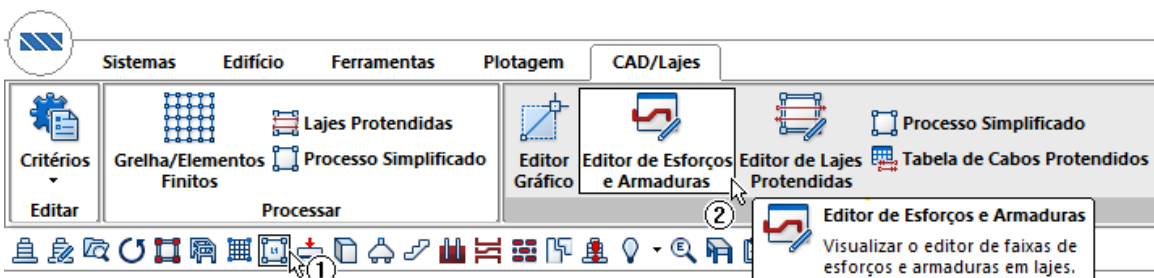 Sistemas Edifício Ferramentas Plotagem CAD/Lajes
Critérios
Editar
Grelha/Elementos
Finitos
Lajes Protendidas
Processo Simplificado
Processar
Editor
Gráfico
Editor de Esforços
e Armaduras
Editor de Lajes
Protendidas
Processo Simplificado
Tabela de Cabos Protendidos
2
Editor de Esforços e Armaduras
Visualizar o editor de faixas de
esforços e armaduras em lajes.
L1
1